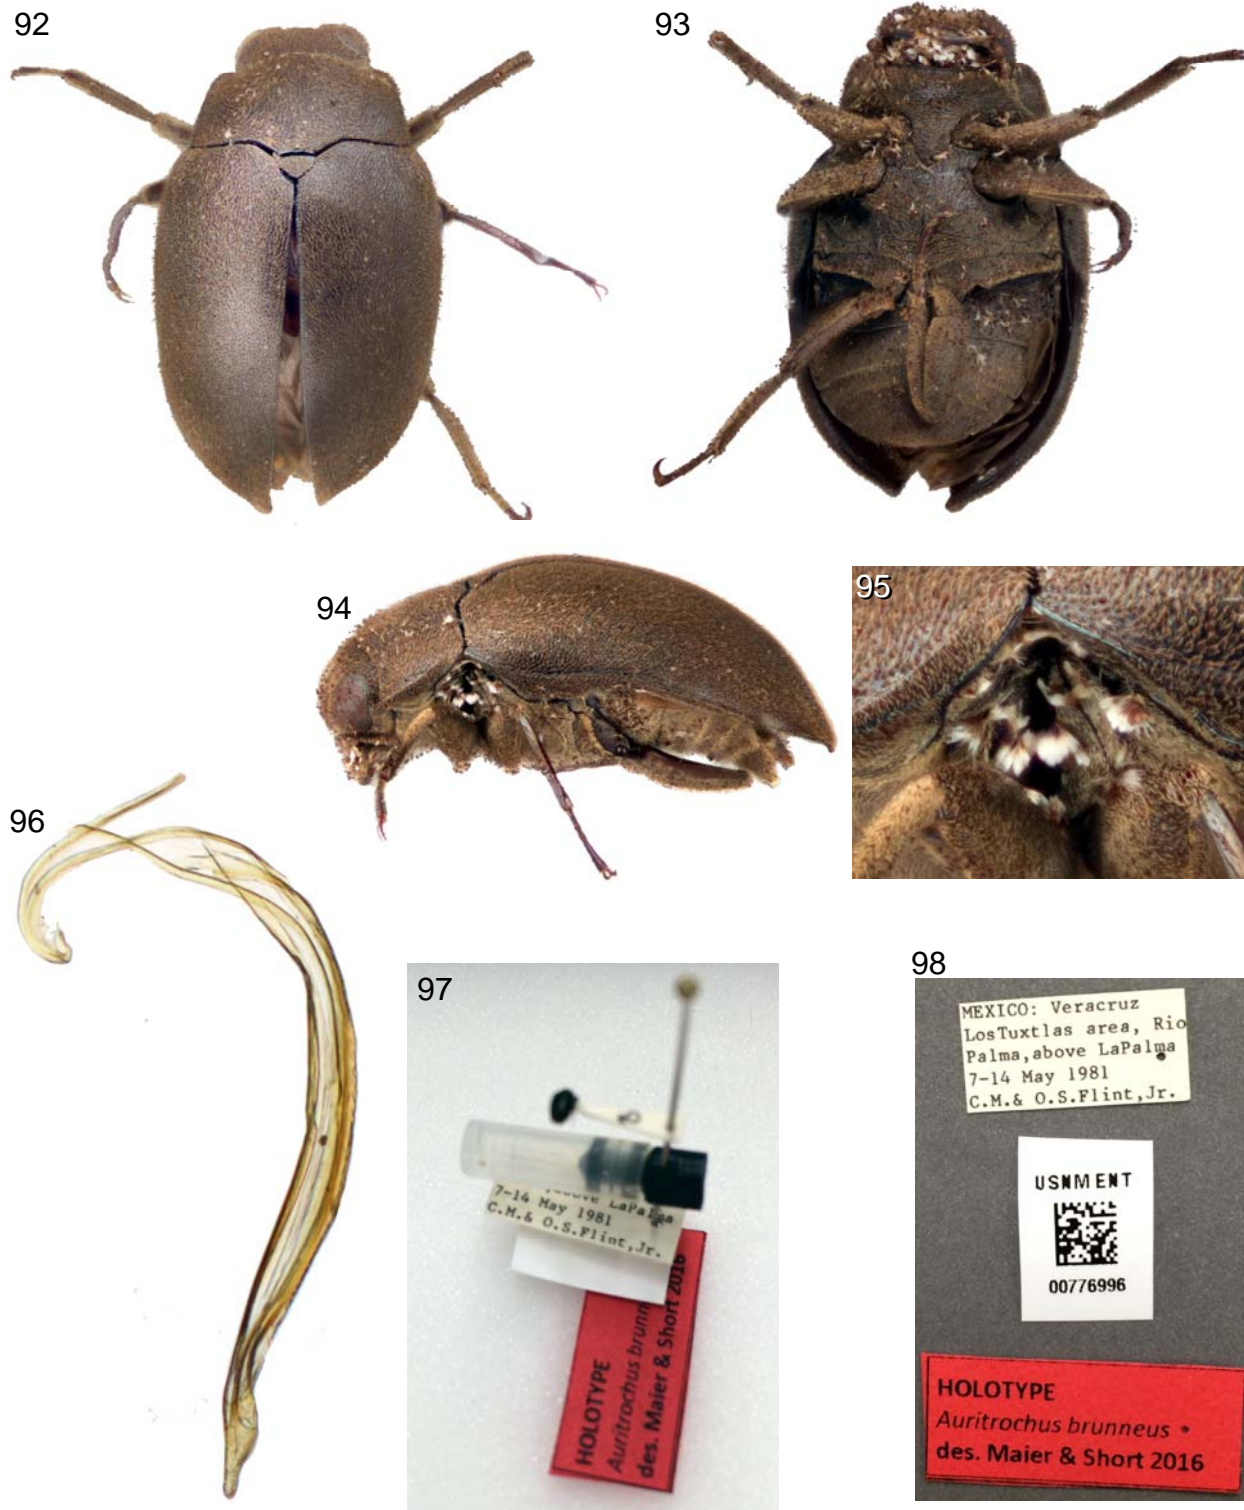 92
93
94
95
96
97
7-14 May 1981
C.M.& O.S.Flint,Jr.
HOLOTYPE
Auritrochus brunn
des. Maier & Short 2016
98
MEXICO: Veracruz
LosTuxtlas area, Rio
Palma,above LaPalma
7-14 May 1981
C.M.& O.S.Flint,Jr.
USNMENT
00776996
HOLOTYPE
Auritrochus brunneus
des. Maier & Short 2016